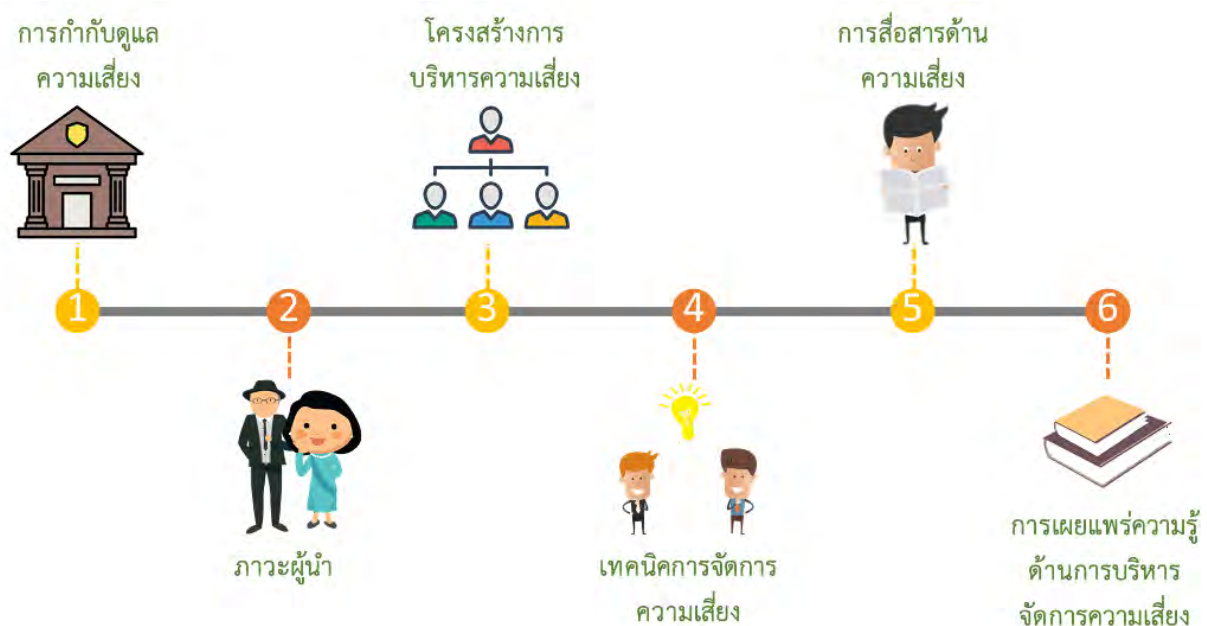 การกำกับดูแล
ความเสี่ยง
โครงสร้างการ
บริหารความเสี่ยง
การสื่อสารด้าน
ความเสี่ยง
1
2
3
4
5
6
ภาวะผู้นำ
เทคนิคการจัดการ
ความเสี่ยง
การเผยแพร่ความรู้
ด้านการบริหาร
จัดการความเสี่ยง